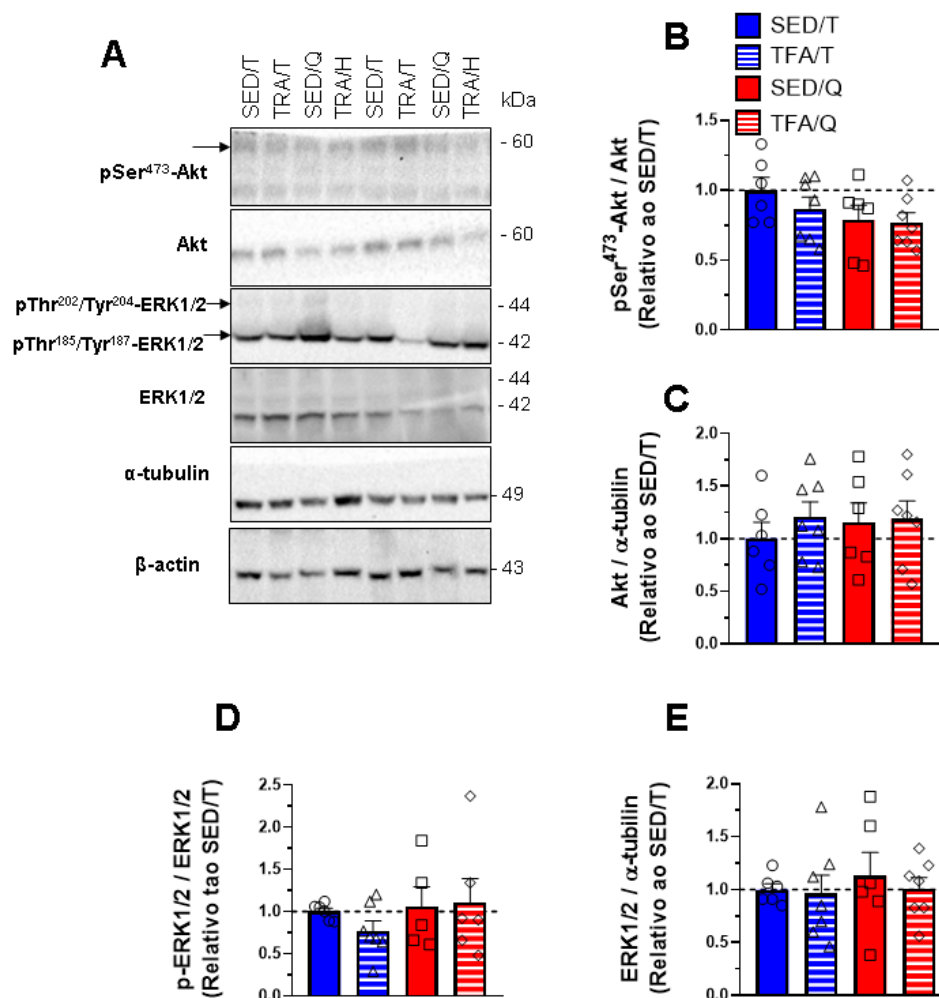 A
SED/T TRA/T SED/Q TRA/H SED/T TRA/T SED/Q TRA/H
kDa
pSer⁴⁷³-Akt
- 60
Akt
- 60
pThr²⁰²/Tyr²⁰⁴-ERK1/2
- 44
pThr¹⁸⁵/Tyr¹⁸⁷-ERK1/2
- 42
ERK1/2
- 44
- 42
α-tubulin
- 49
β-actin
- 43
B
SED/T
TFA/T
SED/Q
TFA/Q
pSer⁴⁷³-Akt / Akt
(Relativo ao SED/T)
1.5
1.0
0.5
0.0
C
Akt / α-tubilin
(Relativo ao SED/T)
2.0
1.5
1.0
0.5
0.0
D
p-ERK1/2 / ERK1/2
(Relativo tao SED/T)
2.5
2.0
1.5
1.0
0.5
0.0
E
ERK1/2 / α-tubilin
(Relativo ao SED/T)
2.0
1.5
1.0
0.5
0.0